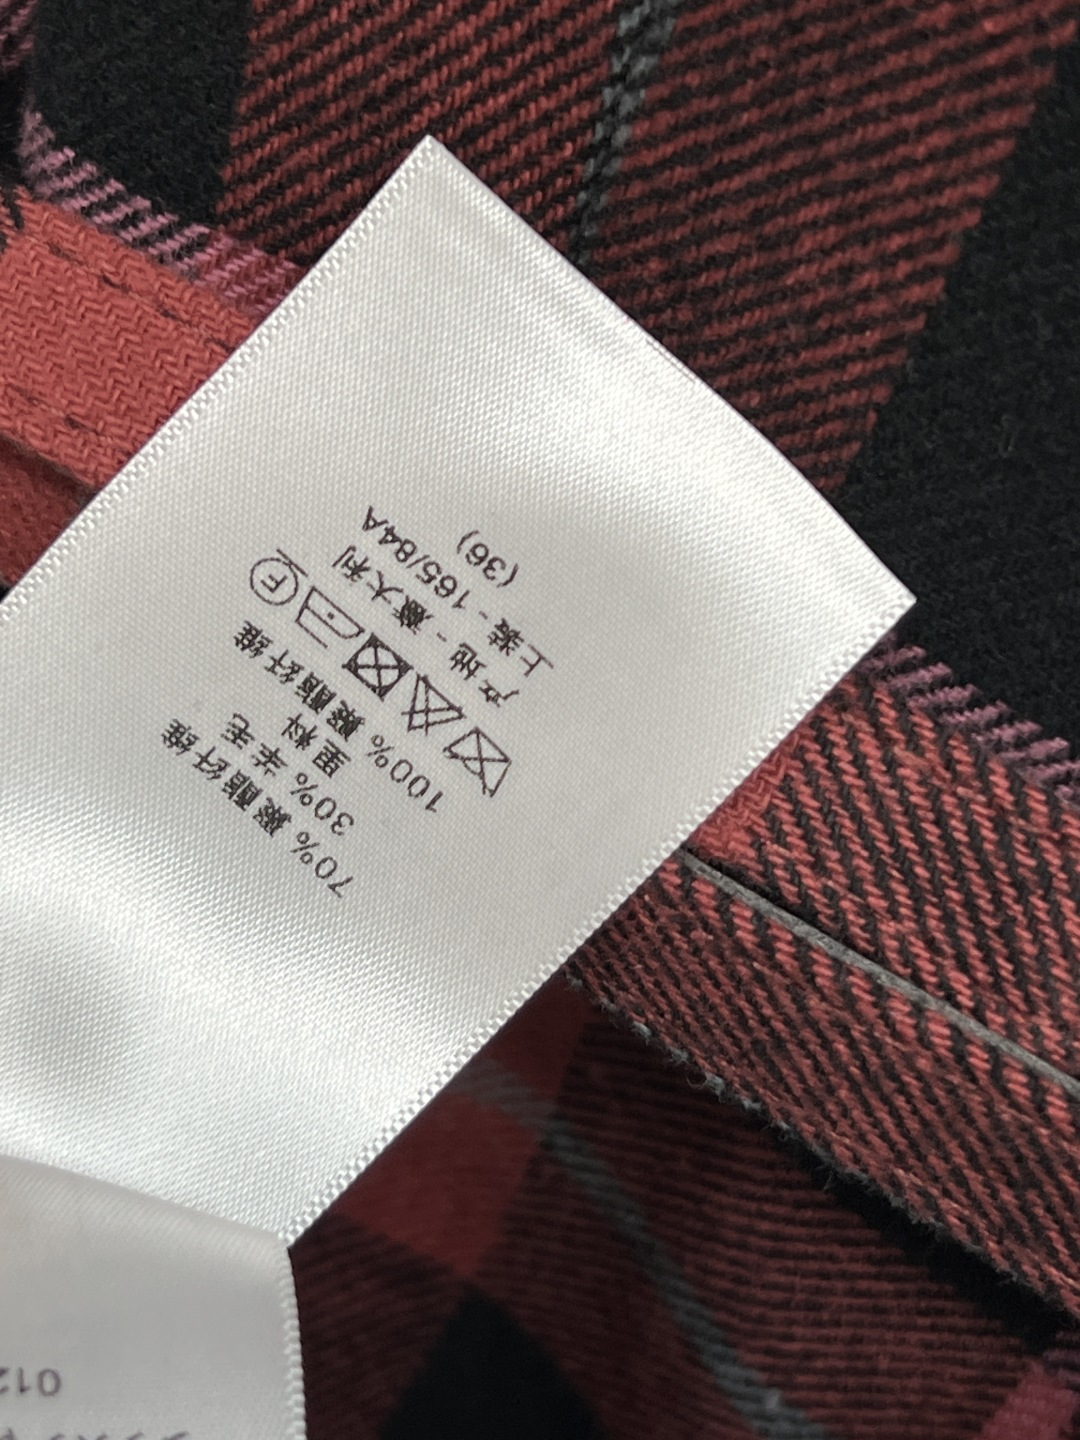 70% 聚酯纤维
30% 羊毛
里料
100% 聚酯纤维
F
产地 - 意大利
上装 - 165/84A
(36)
012